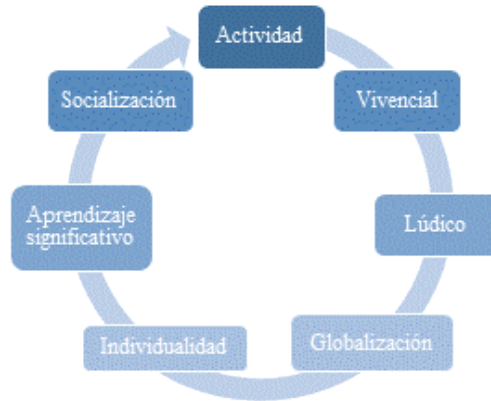 Actividad
Vivencial
Lúdico
Globalización
Individualidad
Aprendizaje
significativo
Socialización